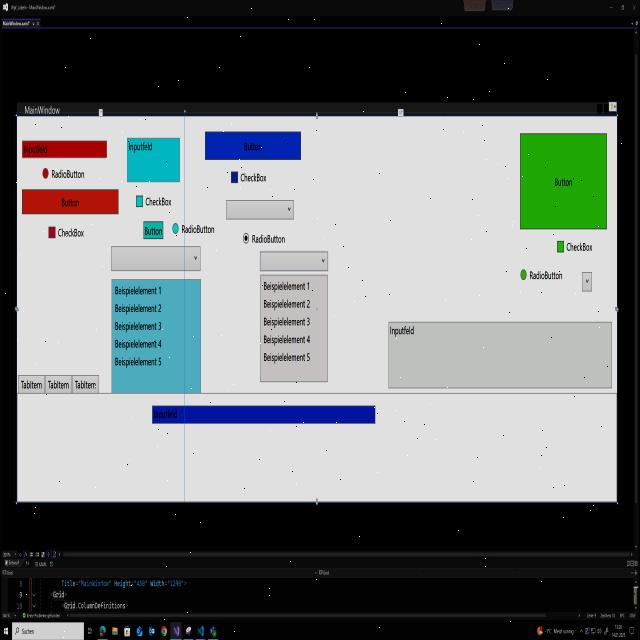 MainWindow
Inputfeld
Inputfeld
Button
Button
RadioButton
CheckBox
Button
CheckBox
Button
RadioButton
CheckBox
RadioButton
CheckBox
RadioButton
Beispielelement 1
Beispielelement 2
Beispielelement 3
Beispielelement 4
Beispielelement 5
Beispielelement 1
Beispielelement 2
Beispielelement 3
Beispielelement 4
Beispielelement 5
Inputfeld
TabItem TabItem TabItem
Inputfeld
Title="MainWindow" Height="450" Width="1200">
9 <Grid>
10 <Grid.ColumnDefinitions>
Suchen